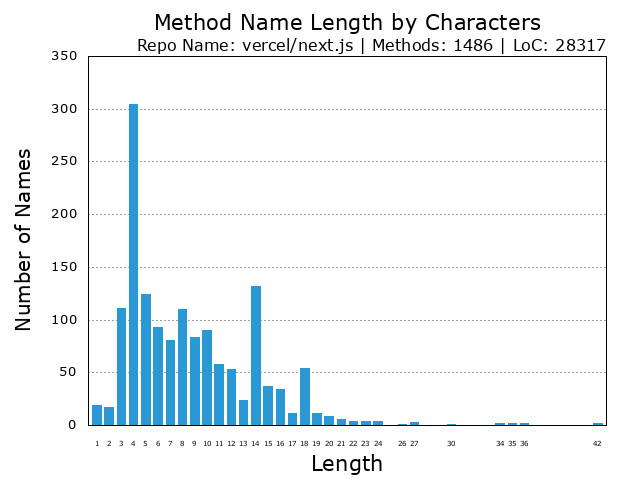 Method Name Length by Characters
Repo Name: vercel/next.js | Methods: 1486 | LoC: 28317
350
300
250
200
150
100
50
0
Number of Names
1 2 3 4 5 6 7 8 9 10 11 12 13 14 15 16 17 18 19 20 21 22 23 24 26 27 30 34 35 36 42
Length